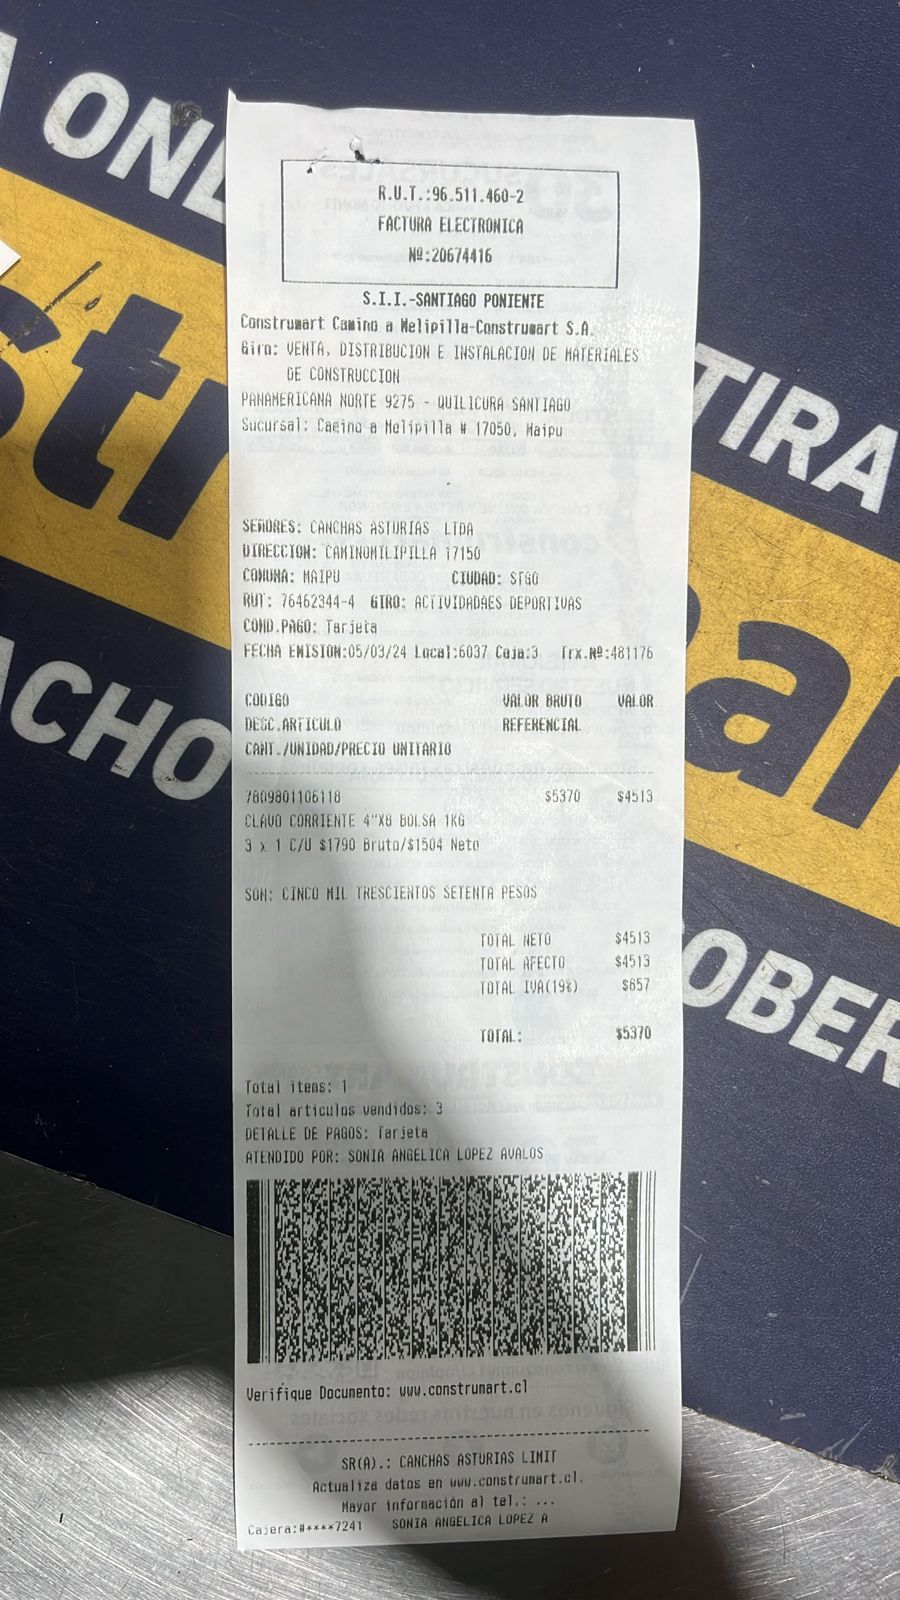 A ONL
str
ACHO
TIRA
ar
OBER
R.U.T.:96.511.460-2
FACTURA ELECTRONICA
Nº:20674416
S.I.I.-SANTIAGO PONIENTE
Construmart Camino a Melipilla-Construmart S.A.
Giro: VENTA, DISTRIBUCION E INSTALACION DE MATERIALES
DE CONSTRUCCION
PANAMERICANA NORTE 9275 - QUILICURA SANTIAGO
Sucursal: Camino a Melipilla # 17050, Maipu
SEÑORES: CANCHAS ASTURIAS LTDA
DIRECCION: CAMINOMILIPILLA 17150
COMUNA: MAIPU CIUDAD: STGO
RUT: 76462344-4 GIRO: ACTIVIDADAES DEPORTIVAS
COND.PAGO: Tarjeta
FECHA EMISION:05/03/24 Local:6037 Caja:3 Trx.Nº:481176
CODIGO VALOR BRUTO VALOR
DESC.ARTICULO REFERENCIAL
CANT./UNIDAD/PRECIO UNITARIO
7809801106118 $5370 $4513
CLAVO CORRIENTE 4"X8 BOLSA 1KG
3 x 1 C/U $1790 Bruto/$1504 Neto
SON: CINCO MIL TRESCIENTOS SETENTA PESOS
TOTAL NETO $4513
TOTAL AFECTO $4513
TOTAL IVA(19%) $857
TOTAL: $5370
Total items: 1
Total articulos vendidos: 3
DETALLE DE PAGOS: Tarjeta
ATENDIDO POR: SONIA ANGELICA LOPEZ AVALOS
Verifique Documento: www.construmart.cl
SR(A).: CANCHAS ASTURIAS LIMIT
Actualiza datos en www.construmart.cl.
Mayor información al tel.: ...
Cajera:#****7241 SONIA ANGELICA LOPEZ A